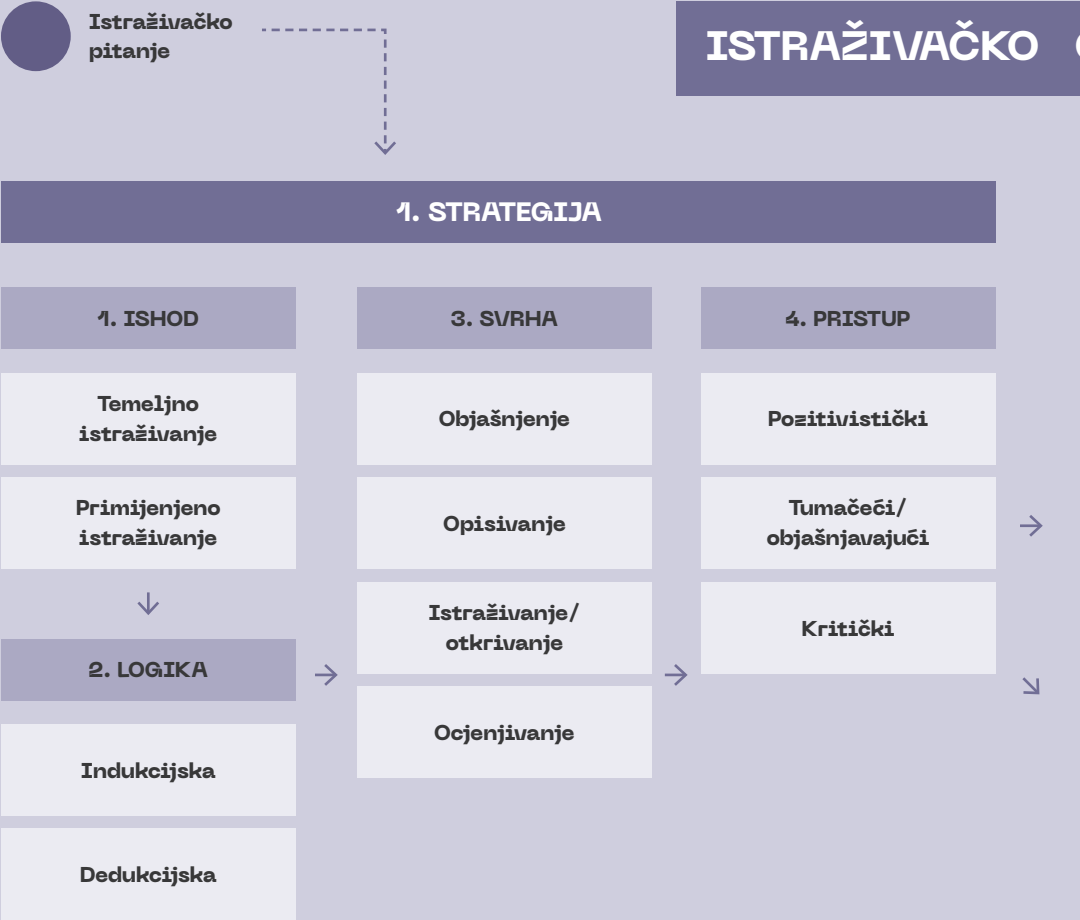 Istraživačko
pitanje
ISTRAŽIVAČKO
1. STRATEGIJA
1. ISHOD
Temeljno
istraživanje
Primijenjeno
istraživanje
2. LOGIKA
Indukcijska
Dedukcijska
3. SVRHA
Objašnjenje
Opisivanje
Istraživanje/
otkrivanje
Ocjenjivanje
4. PRISTUP
Pozitivistički
Tumačeći/
objašnjavajući
Kritički